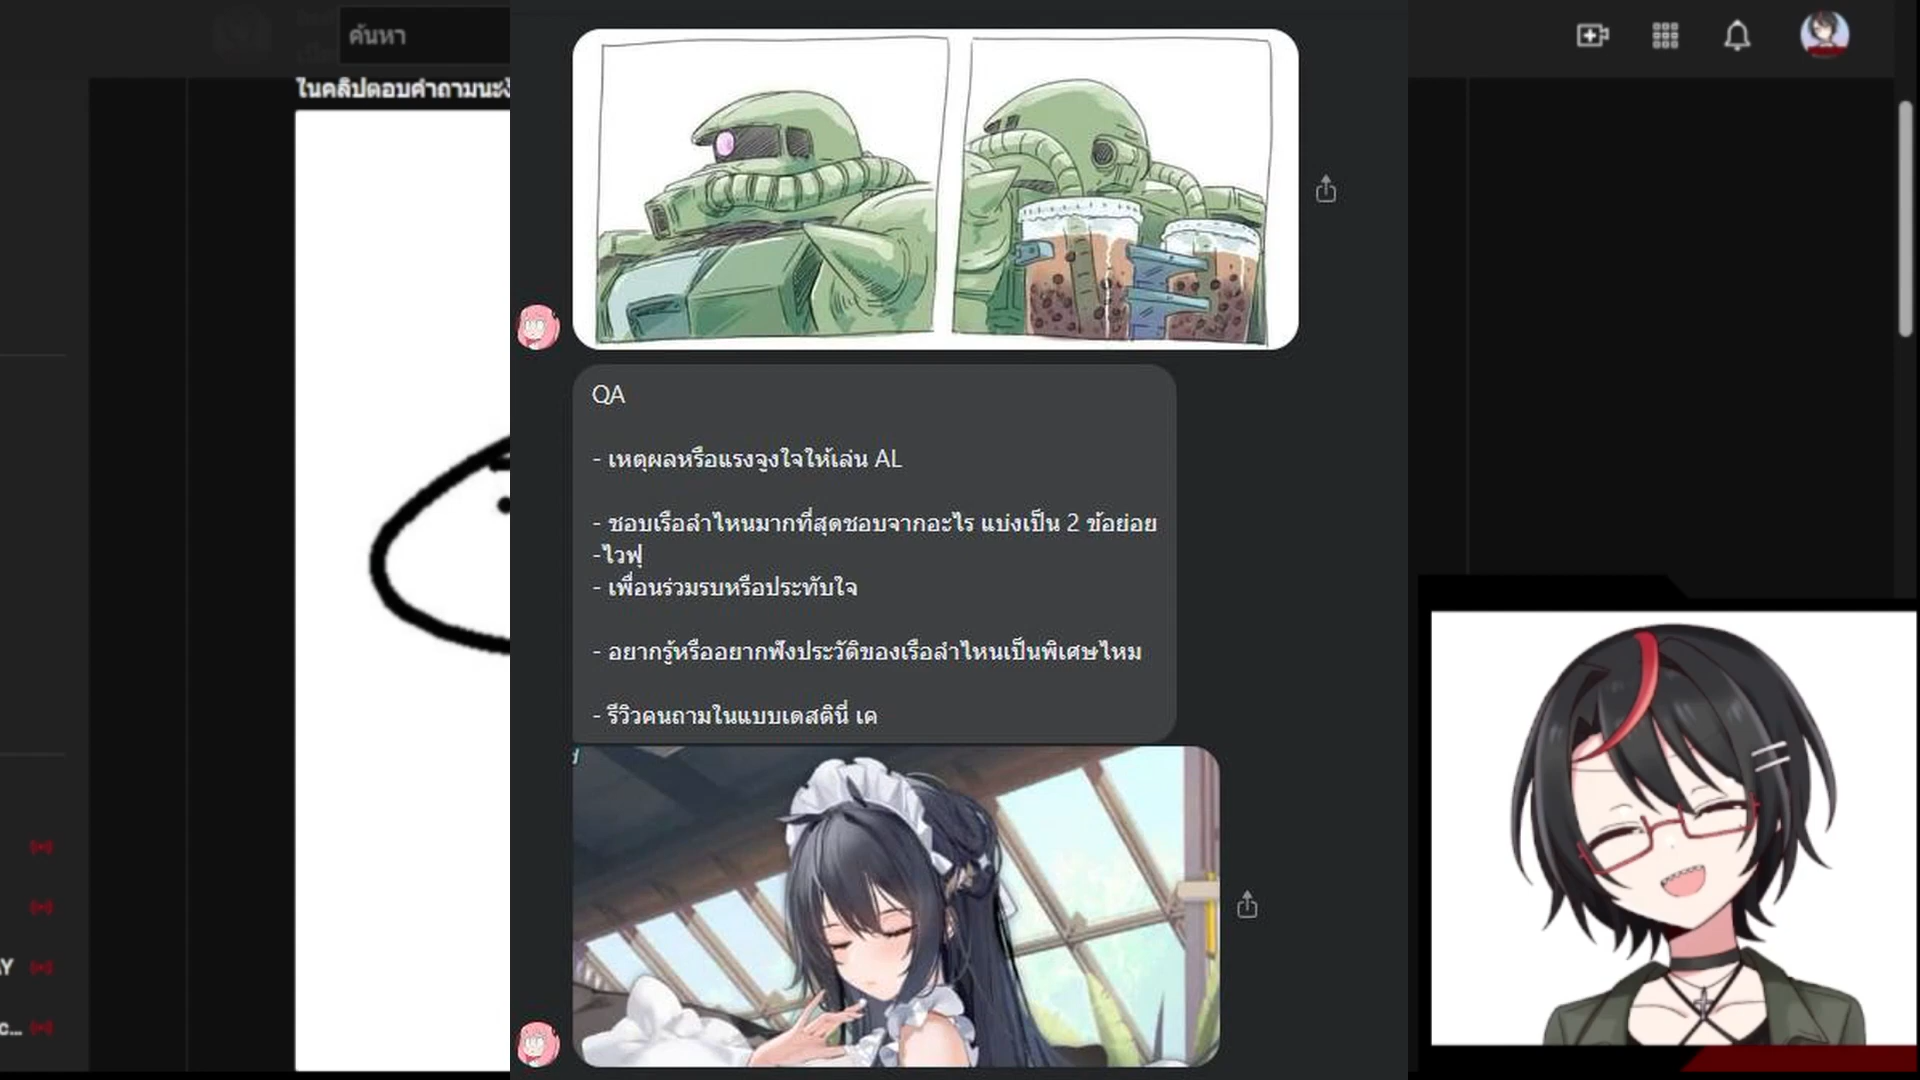 ค้นหา
ในคลิปตอบคำถามนะ
QA
- เหตุผลหรือแรงจูงใจให้เล่น AL
- ชอบเรือลำไหนมากที่สุดชอบจากอะไร แบ่งเป็น 2 ข้อย่อย
-ไวฟุ
- เพื่อนร่วมรบหรือประทับใจ
- อยากรู้หรืออยากฟังประวัติของเรือลำไหนเป็นพิเศษไหม
- รีวิวคนถามในแบบเดสตินี่ เค
AY
c...